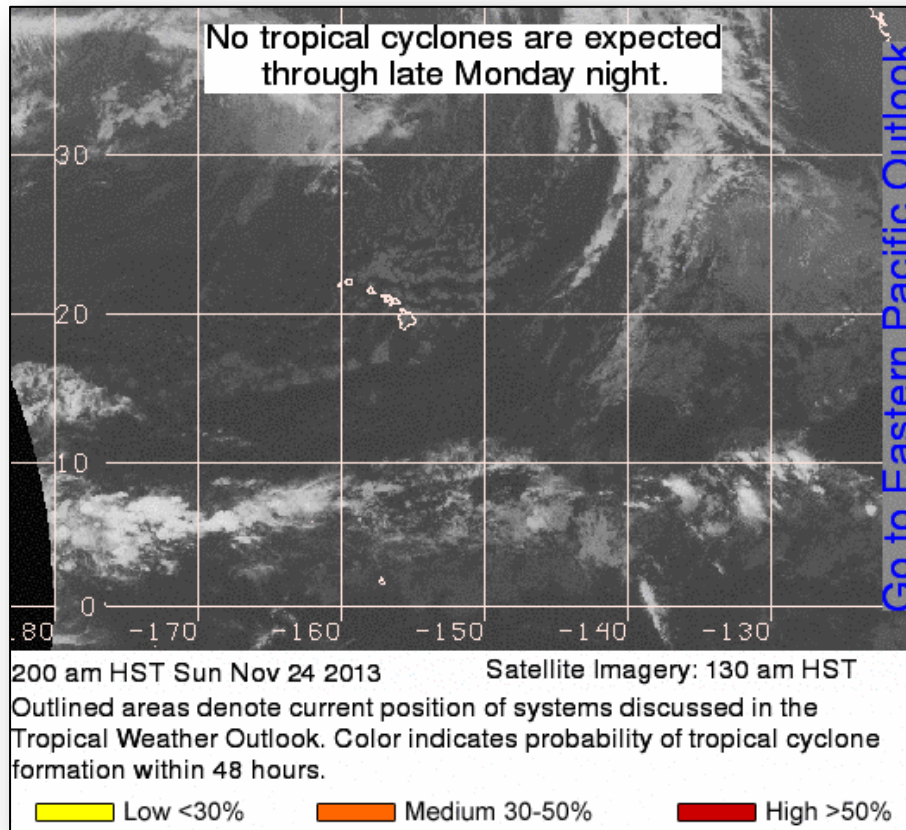 No tropical cyclones are expected
through late Monday night.
Go to Eastern Pacific Outlook
30
20
10
0
.80 -170 -160 -150 -140 -130
200 am HST Sun Nov 24 2013 Satellite Imagery: 130 am HST
Outlined areas denote current position of systems discussed in the
Tropical Weather Outlook. Color indicates probability of tropical cyclone
formation within 48 hours.
Low <30% Medium 30-50% High >50%